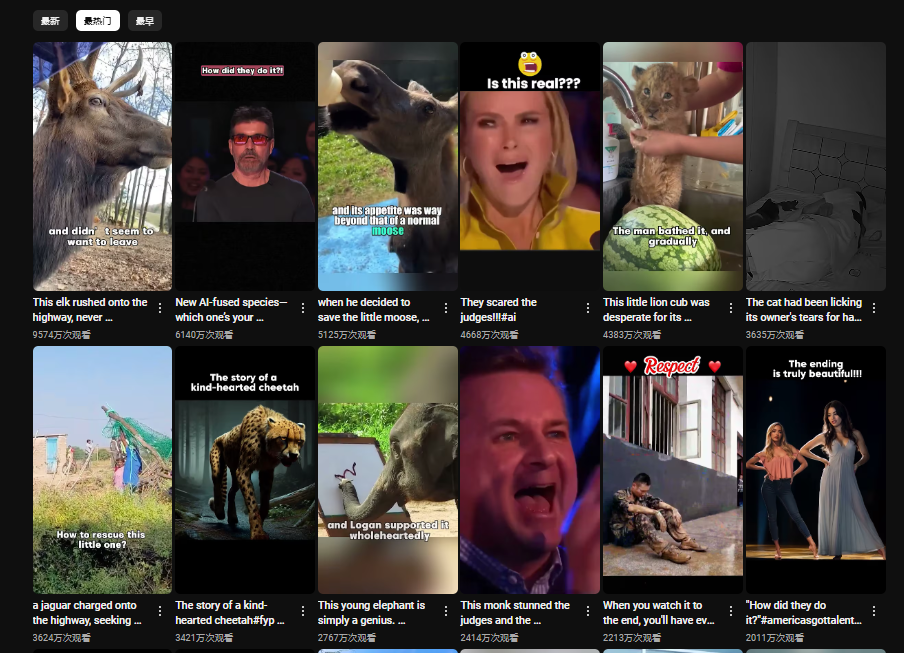 最新
最热门
最早
and didn't seem to
want to leave
How did they do it?!
and its appetite was way
beyond that of a normal
moose
Is this real???
The man bathed it, and
gradually
This elk rushed onto the
highway, never ...
9574万次观看
New AI-fused species—
which one's your ...
6140万次观看
when he decided to
save the little moose, ...
5125万次观看
They scared the
judges!!!#ai
4668万次观看
This little lion cub was
desperate for its ...
4383万次观看
The cat had been licking
its owner's tears for ha...
3635万次观看
How to rescue this
little one?
The story of a
kind-hearted cheetah
and Logan supported it
wholeheartedly
Respect
The ending
is truly beautiful!!!
a jaguar charged onto
the highway, seeking ...
3624万次观看
The story of a kind-
hearted cheetah#fyp ...
3421万次观看
This young elephant is
simply a genius. ...
2767万次观看
This monk stunned the
judges and the ...
2414万次观看
When you watch it to
the end, you'll have ev...
2213万次观看
"How did they do
it?"#americasgottalent...
2011万次观看